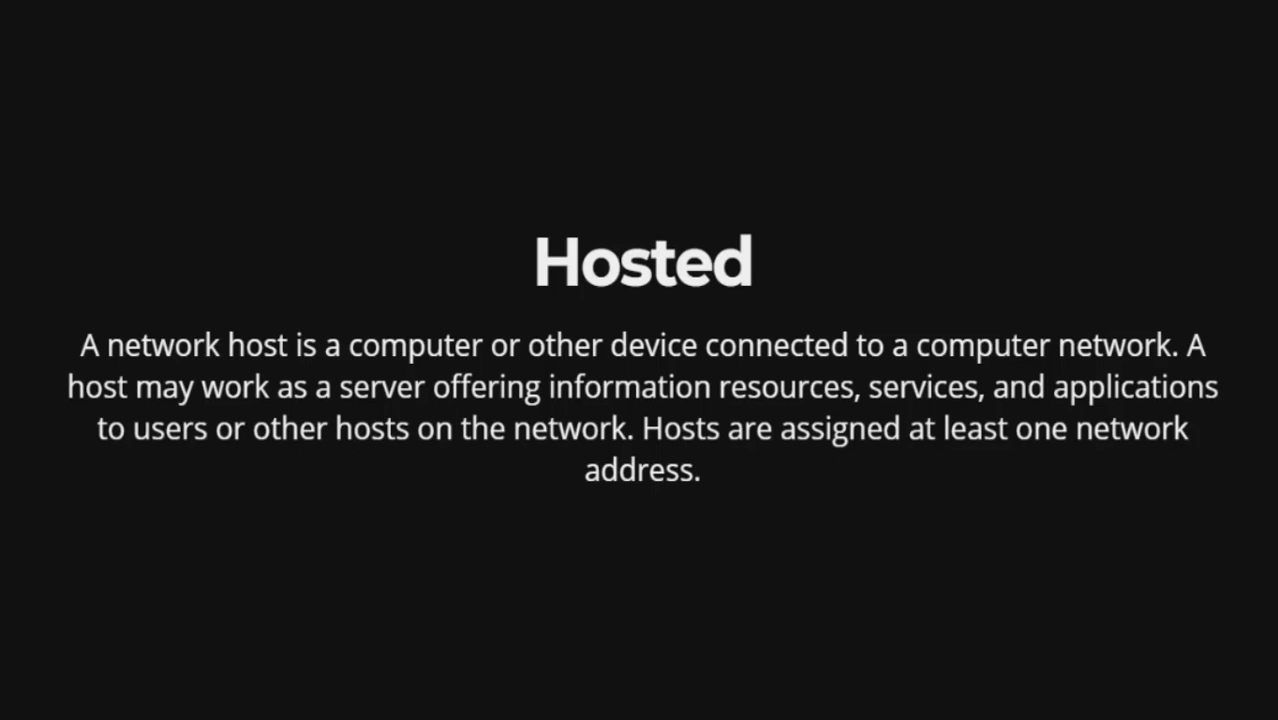 Hosted
A network host is a computer or other device connected to a computer network. A
host may work as a server offering information resources, services, and applications
to users or other hosts on the network. Hosts are assigned at least one network
address.